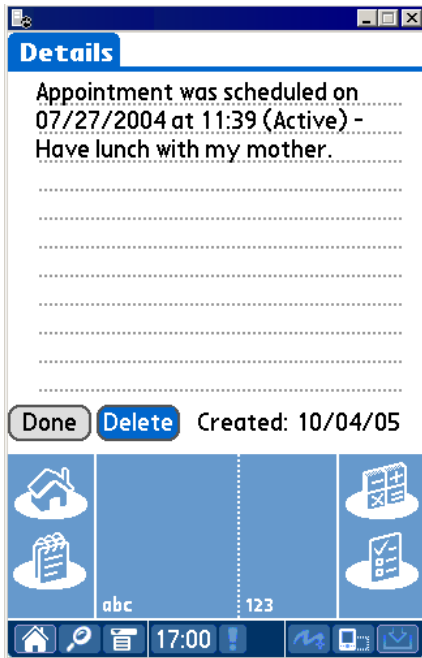 Details
Appointment was scheduled on
07/27/2004 at 11:39 (Active) -
Have lunch with my mother.
Done Delete Created: 10/04/05
abc 123
17:00